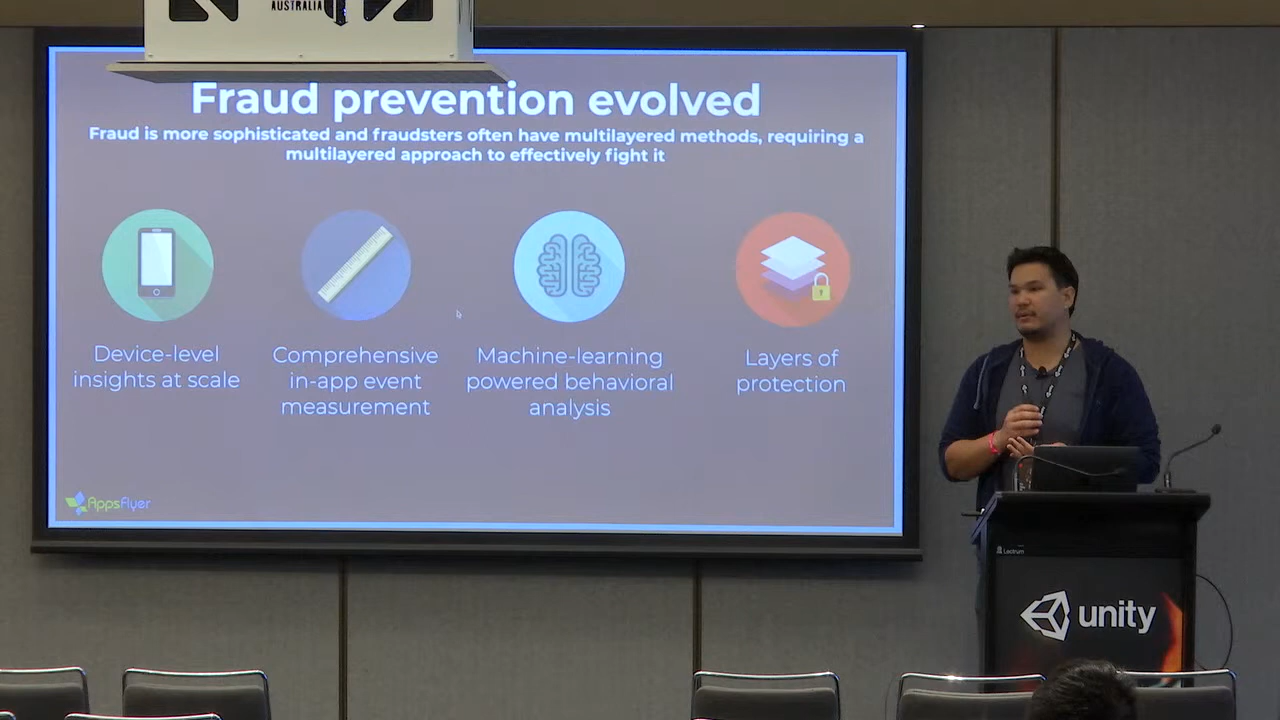 AUSTRALIA
Fraud prevention evolved
Fraud is more sophisticated and fraudsters often have multilayered methods, requiring a
multilayered approach to effectively fight it
Device-level
insights at scale
Comprehensive
in-app event
measurement
Machine-learning
powered behavioral
analysis
Layers of
protection
AppsFlyer
Lectrum
unity